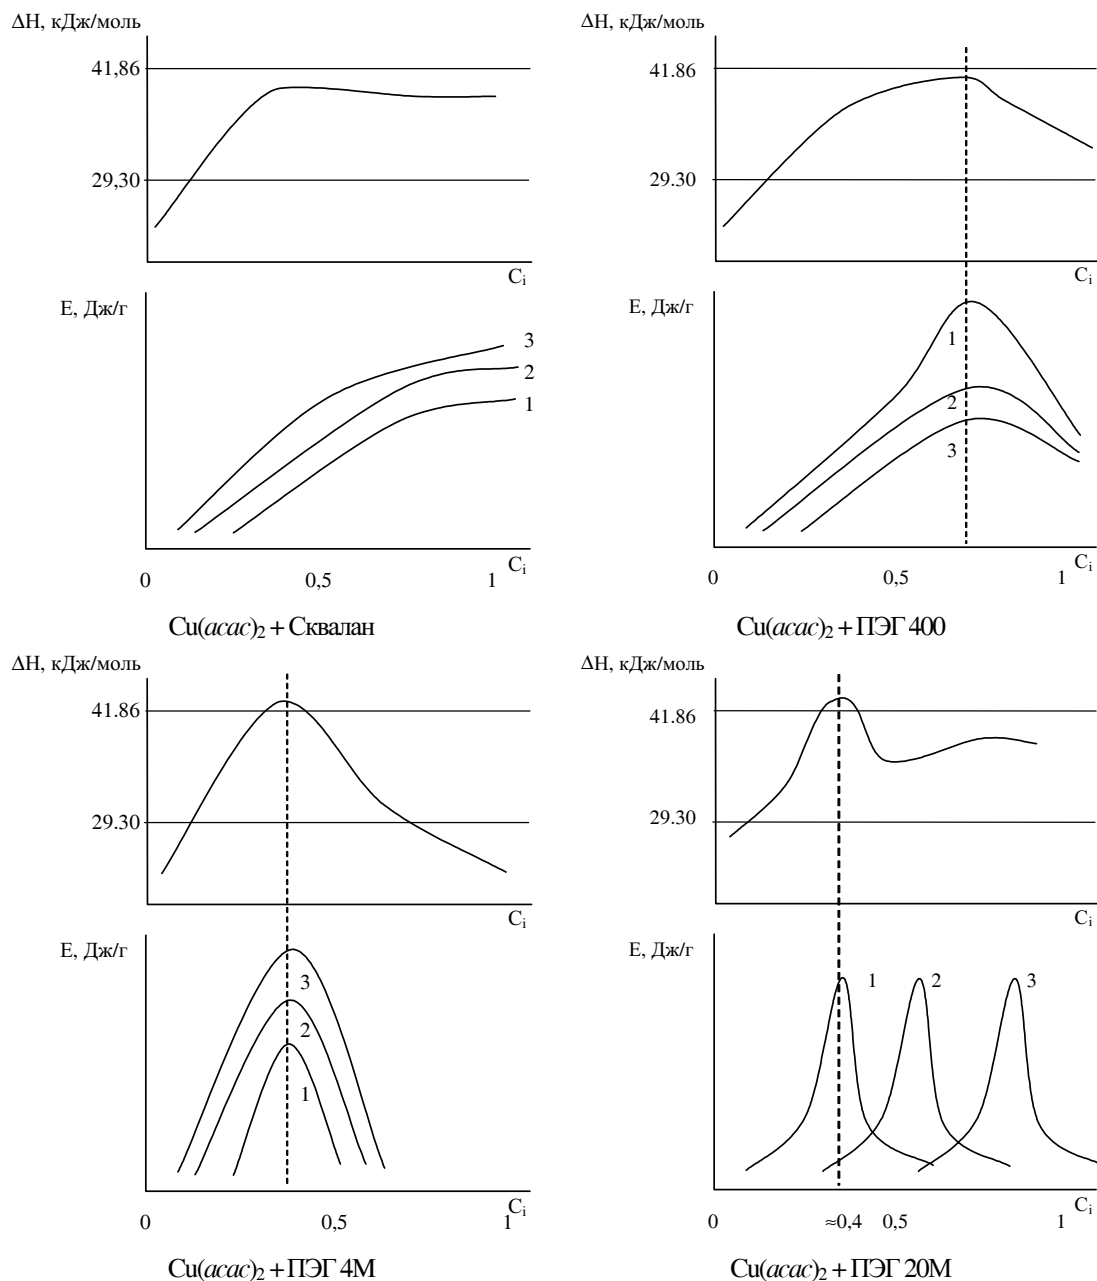 ΔH, кДж/моль
41,86
29,30
Ci
E, Дж/г
3
2
1
Ci
0
0,5
1
Cu(acac)2 + Сквалан
ΔH, кДж/моль
41,86
29.30
Ci
E, Дж/г
1
2
3
Ci
0
0,5
1
Cu(acac)2 + ПЭГ 400
ΔH, кДж/моль
41.86
29.30
Ci
E, Дж/г
3
2
1
Ci
0
0,5
1
Cu(acac)2 + ПЭГ 4М
ΔH, кДж/моль
41.86
29.30
Ci
E, Дж/г
1
2
3
Ci
0
≈0,4
0,5
1
Cu(acac)2 + ПЭГ 20М